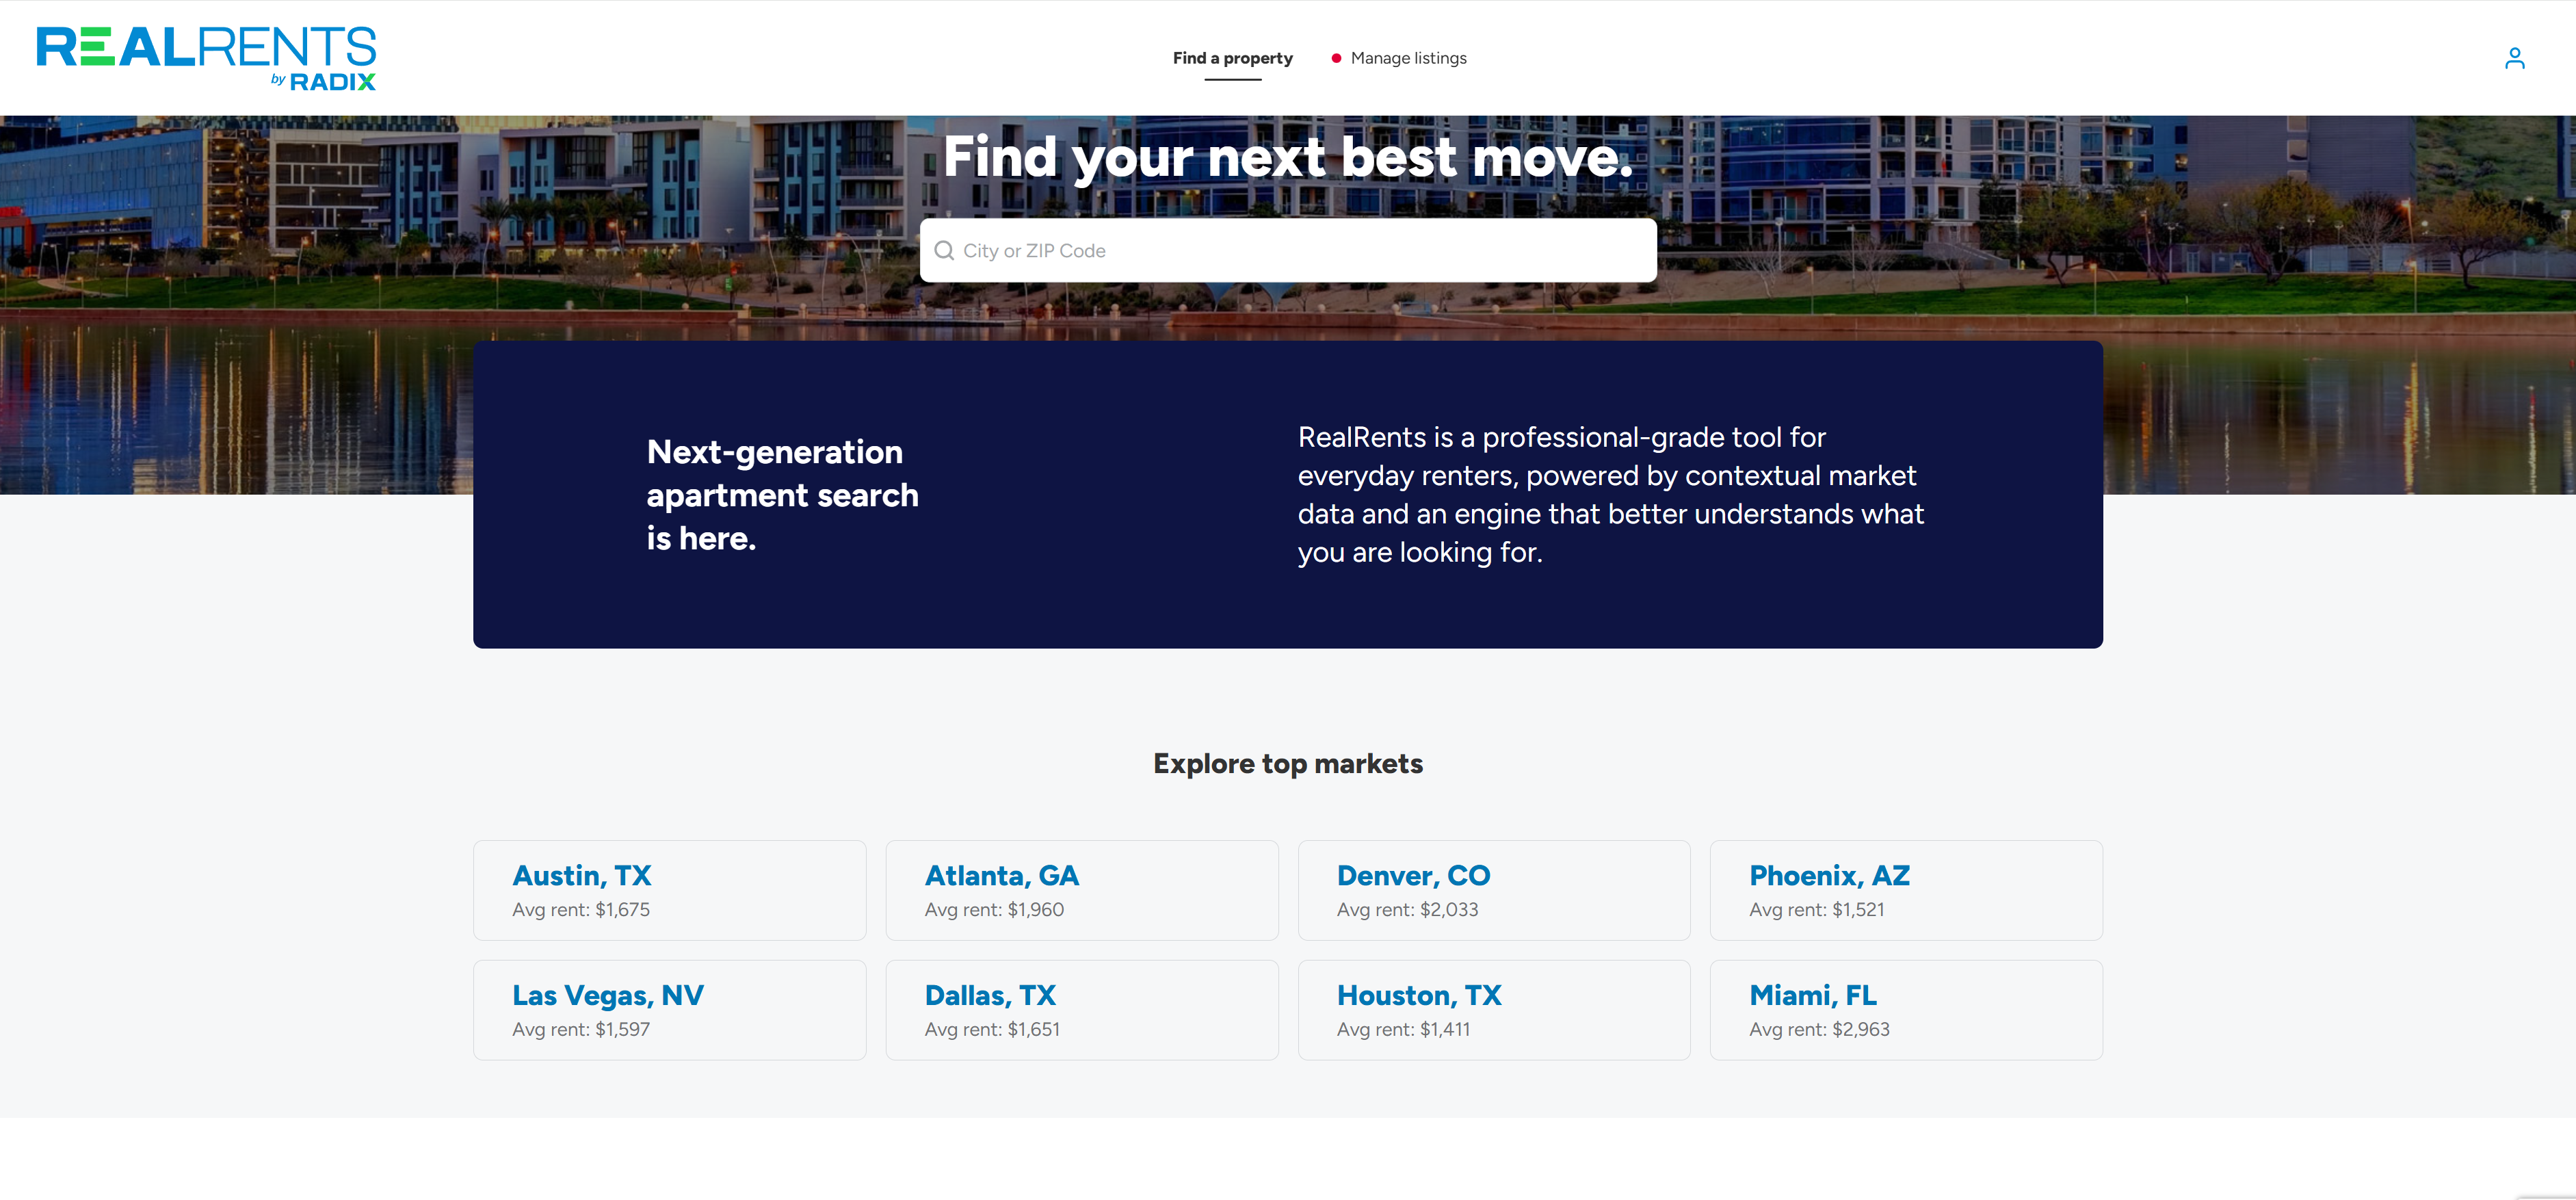 REALRENTS
by RADIX
Find a property
Manage listings
Find your next best move.
City or ZIP Code
Next-generation
apartment search
is here.
RealRents is a professional-grade tool for
everyday renters, powered by contextual market
data and an engine that better understands what
you are looking for.
Explore top markets
Austin, TX
Avg rent: $1,675
Atlanta, GA
Avg rent: $1,960
Denver, CO
Avg rent: $2,033
Phoenix, AZ
Avg rent: $1,521
Las Vegas, NV
Avg rent: $1,597
Dallas, TX
Avg rent: $1,651
Houston, TX
Avg rent: $1,411
Miami, FL
Avg rent: $2,963